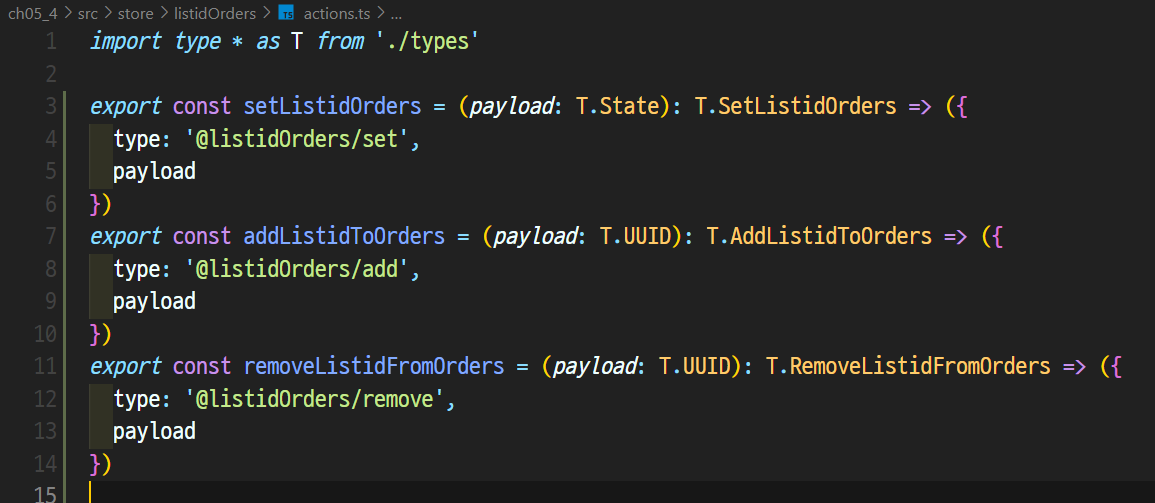 ch05_4 > src > store > listidOrders > TS actions.ts > ...
1 import type * as T from './types'
2
3 export const setListidOrders = (payload: T.State): T.SetListidOrders => ({
4   type: '@listidOrders/set',
5   payload
6 })
7 export const addListidToOrders = (payload: T.UUID): T.AddListidToOrders => ({
8   type: '@listidOrders/add',
9   payload
10 })
11 export const removeListidFromOrders = (payload: T.UUID): T.RemoveListidFromOrders => ({
12   type: '@listidOrders/remove',
13   payload
14 })
15